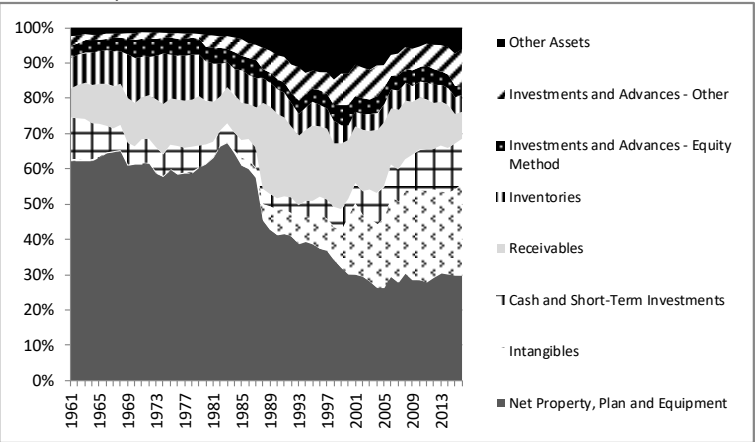 100%
90%
80%
70%
60%
50%
40%
30%
20%
10%
0%
1961
1965
1969
1973
1977
1981
1985
1989
1993
1997
2001
2005
2009
2013
Other Assets
Investments and Advances - Other
Investments and Advances - Equity
Method
Inventories
Receivables
Cash and Short-Term Investments
Intangibles
Net Property, Plan and Equipment